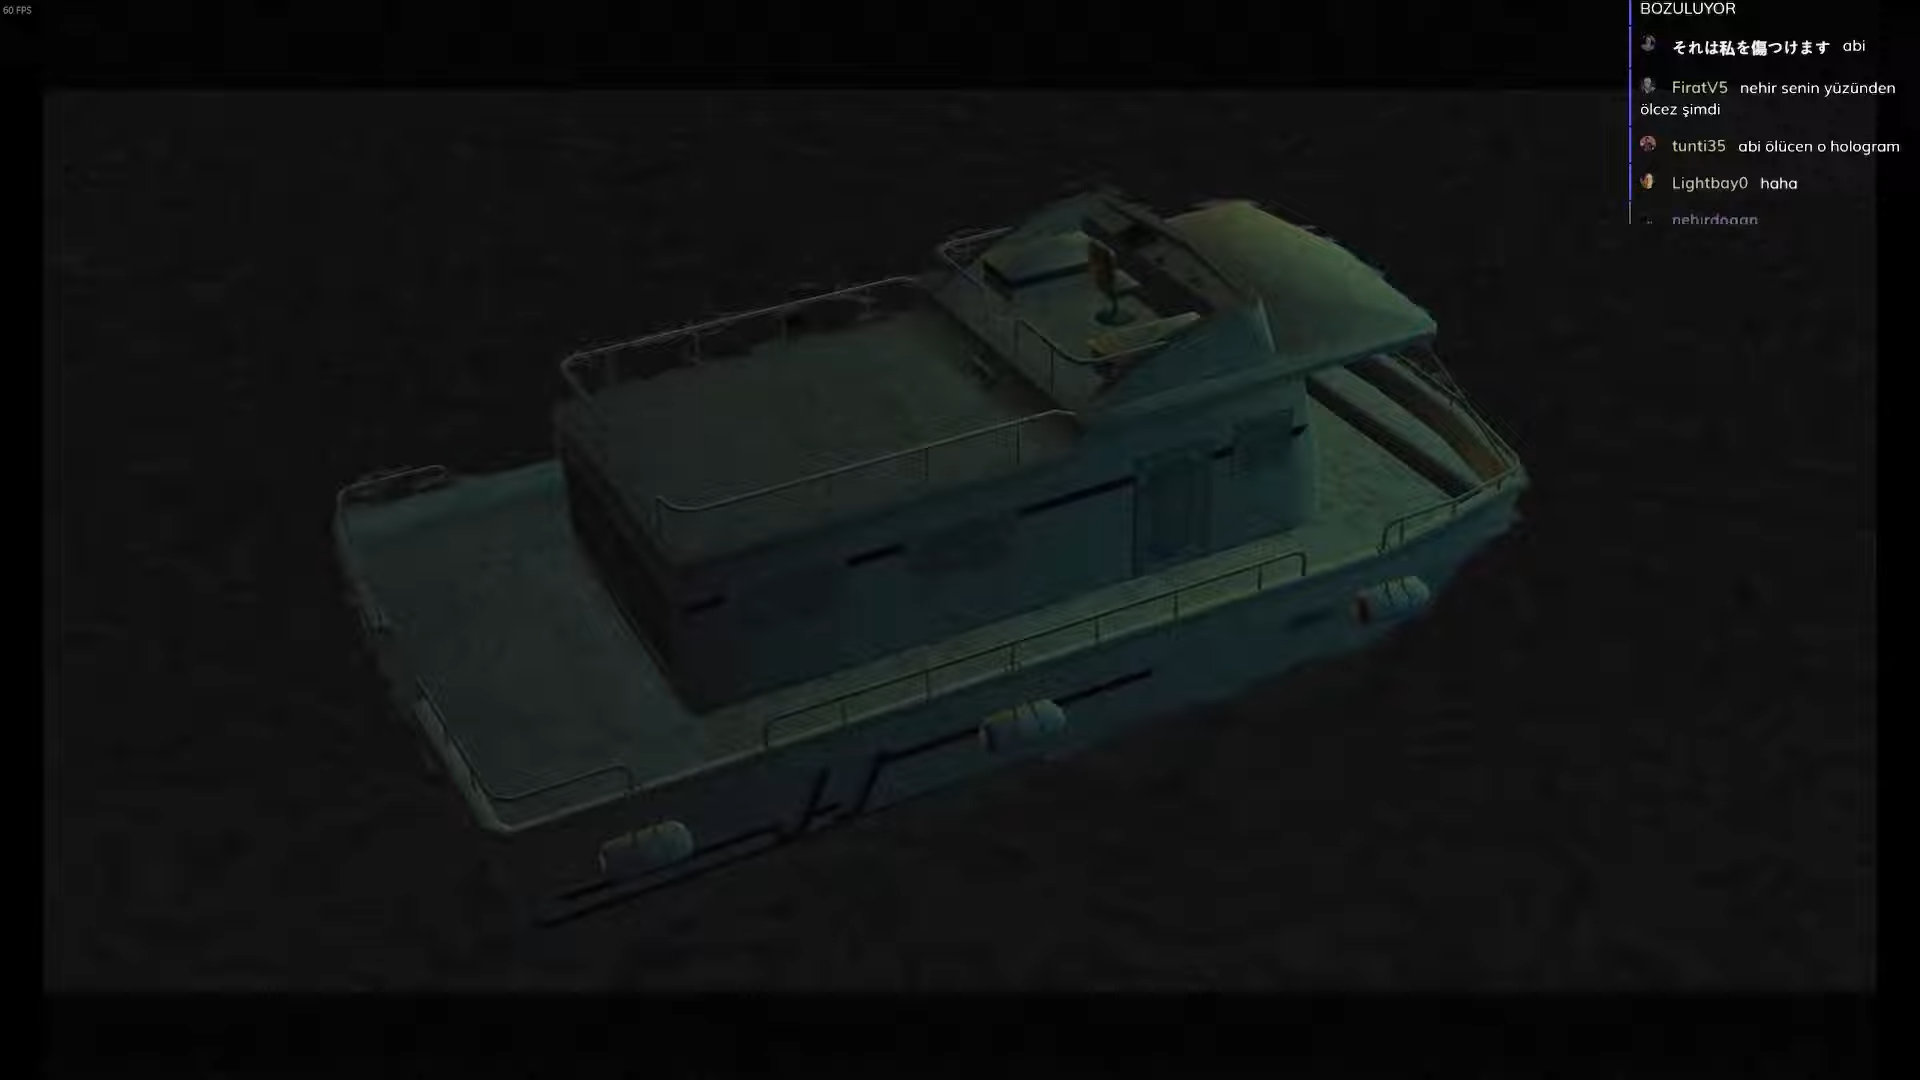 60 FPS
BOZULUYOR
それは私を傷つけます abi
FiratV5 nehir senin yüzünden
ölcez şimdi
tunti35 abi ölücen o hologram
Lightbay0 haha
nehirdogan